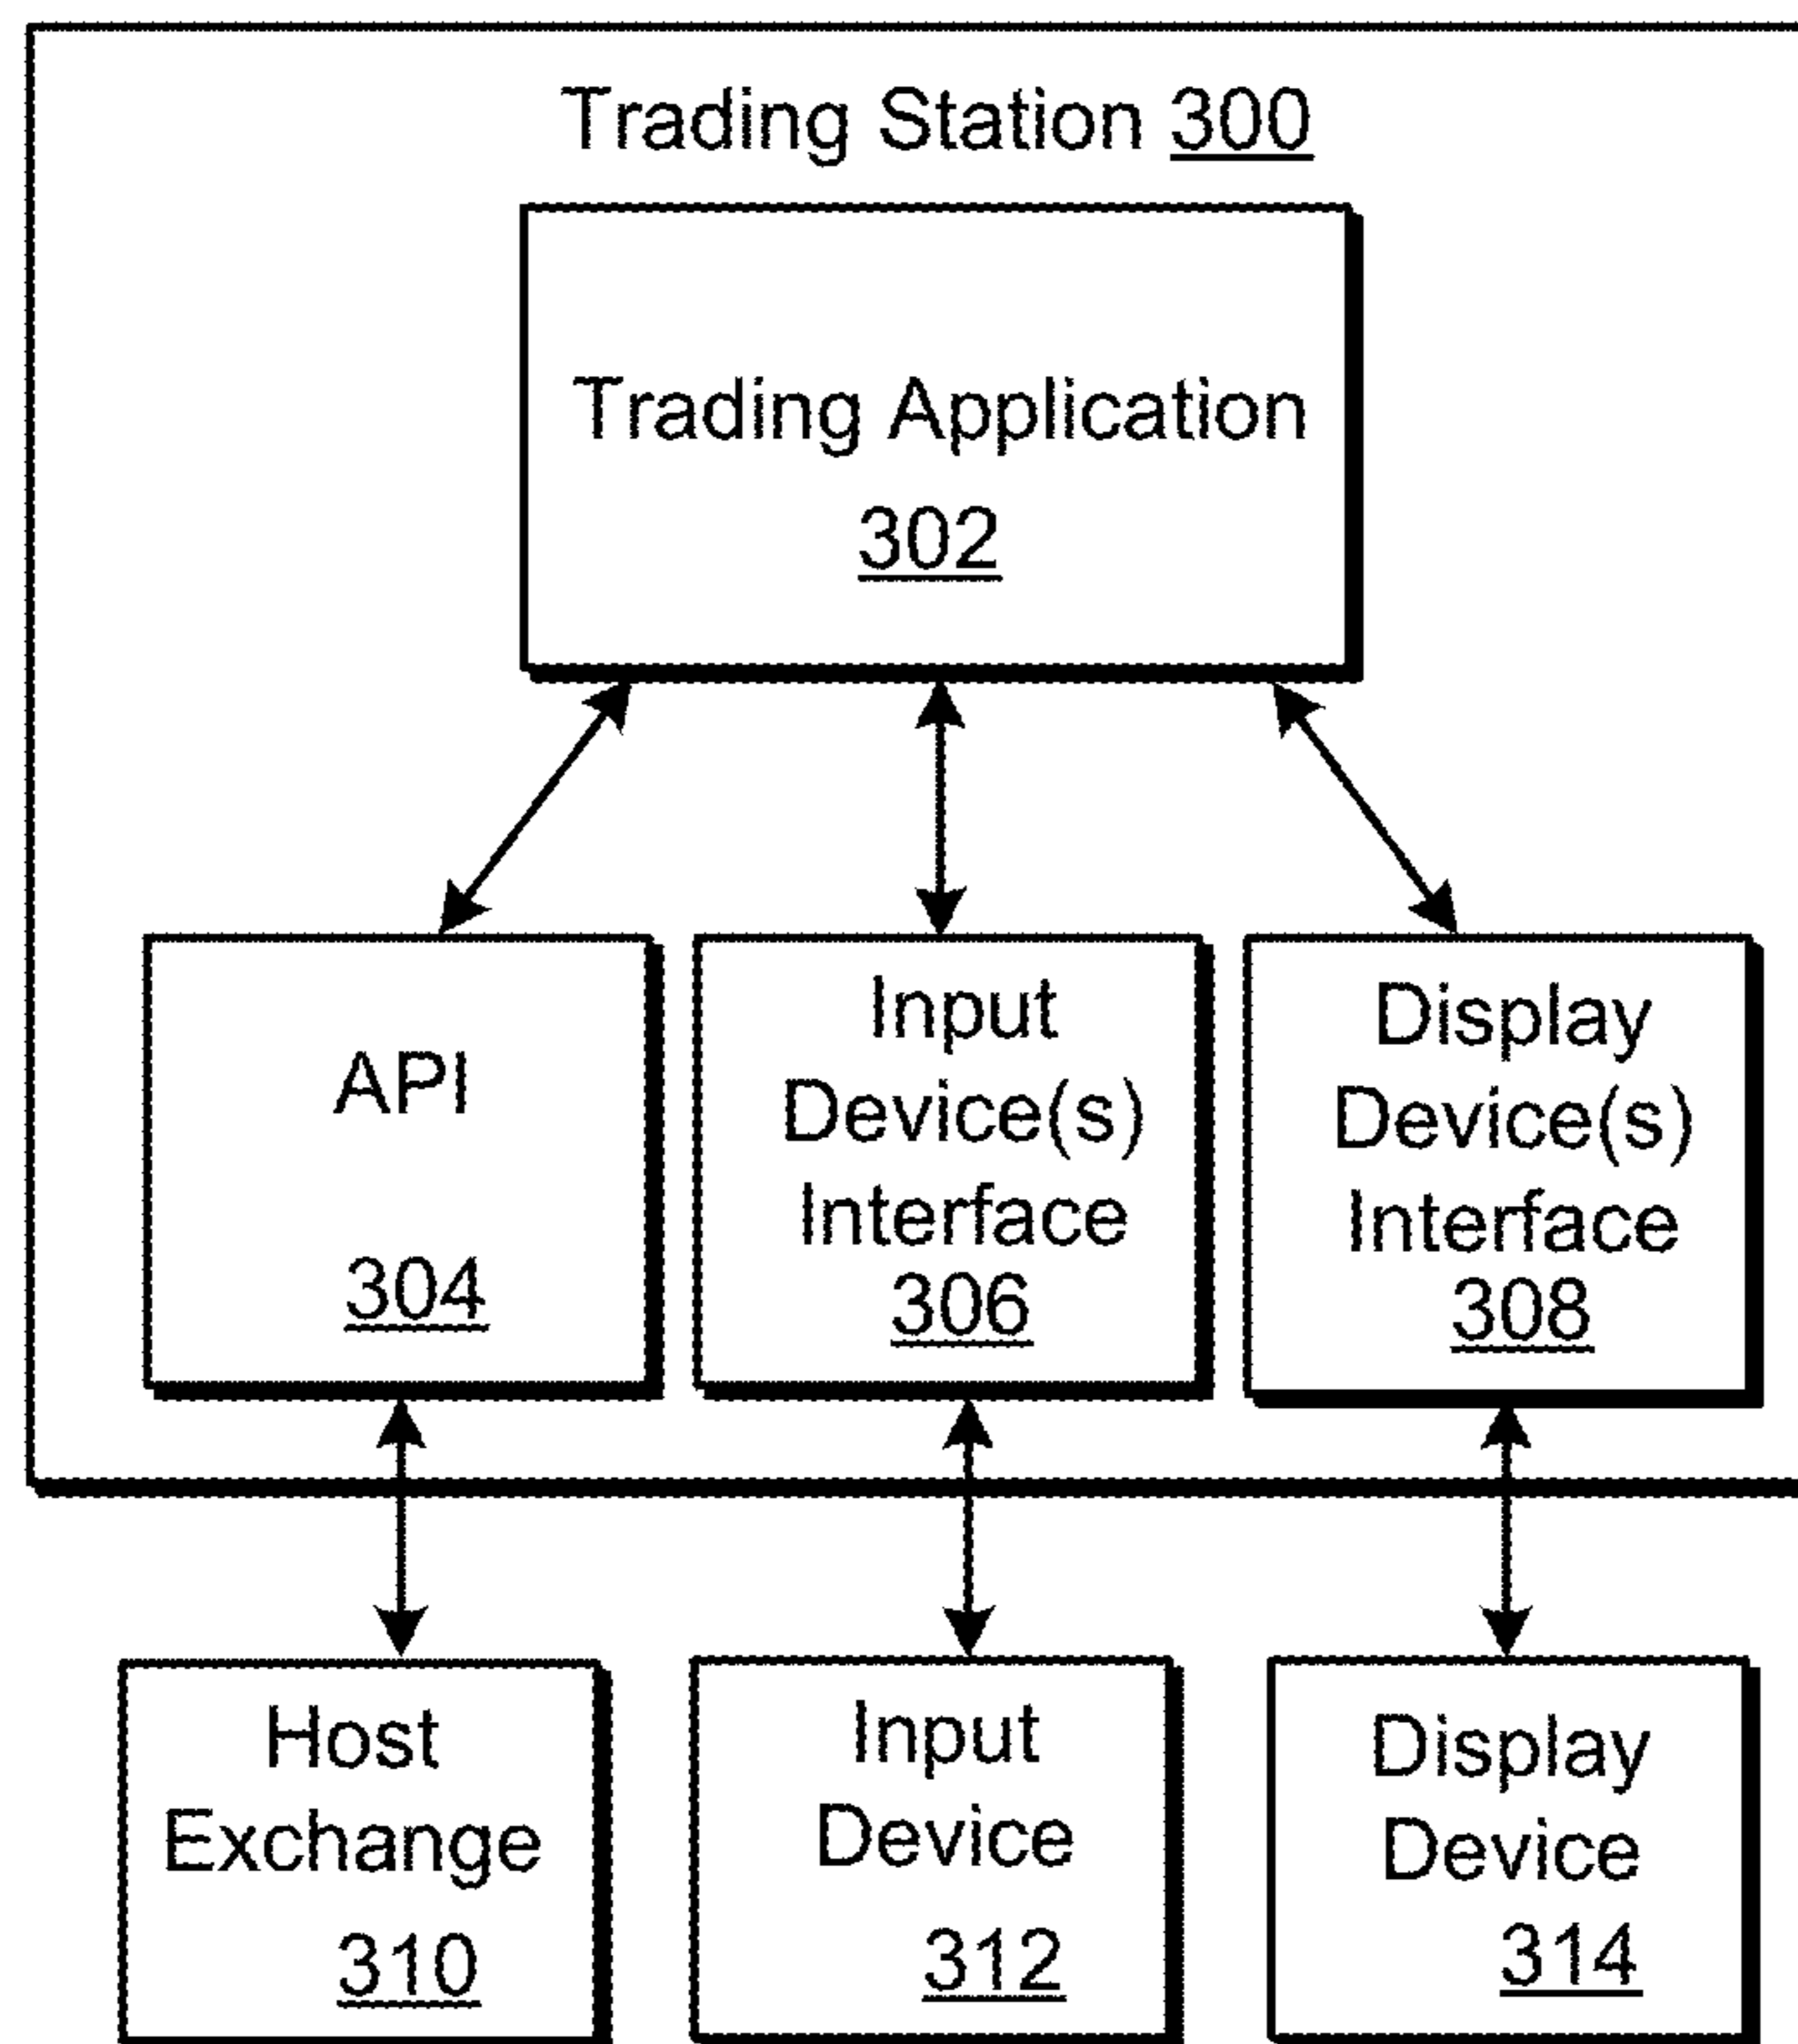 Trading Station 300
Trading Application
302
API
304
Input
Device(s)
Interface
306
Display
Device(s)
Interface
308
Host
Exchange
310
Input
Device
312
Display
Device
314